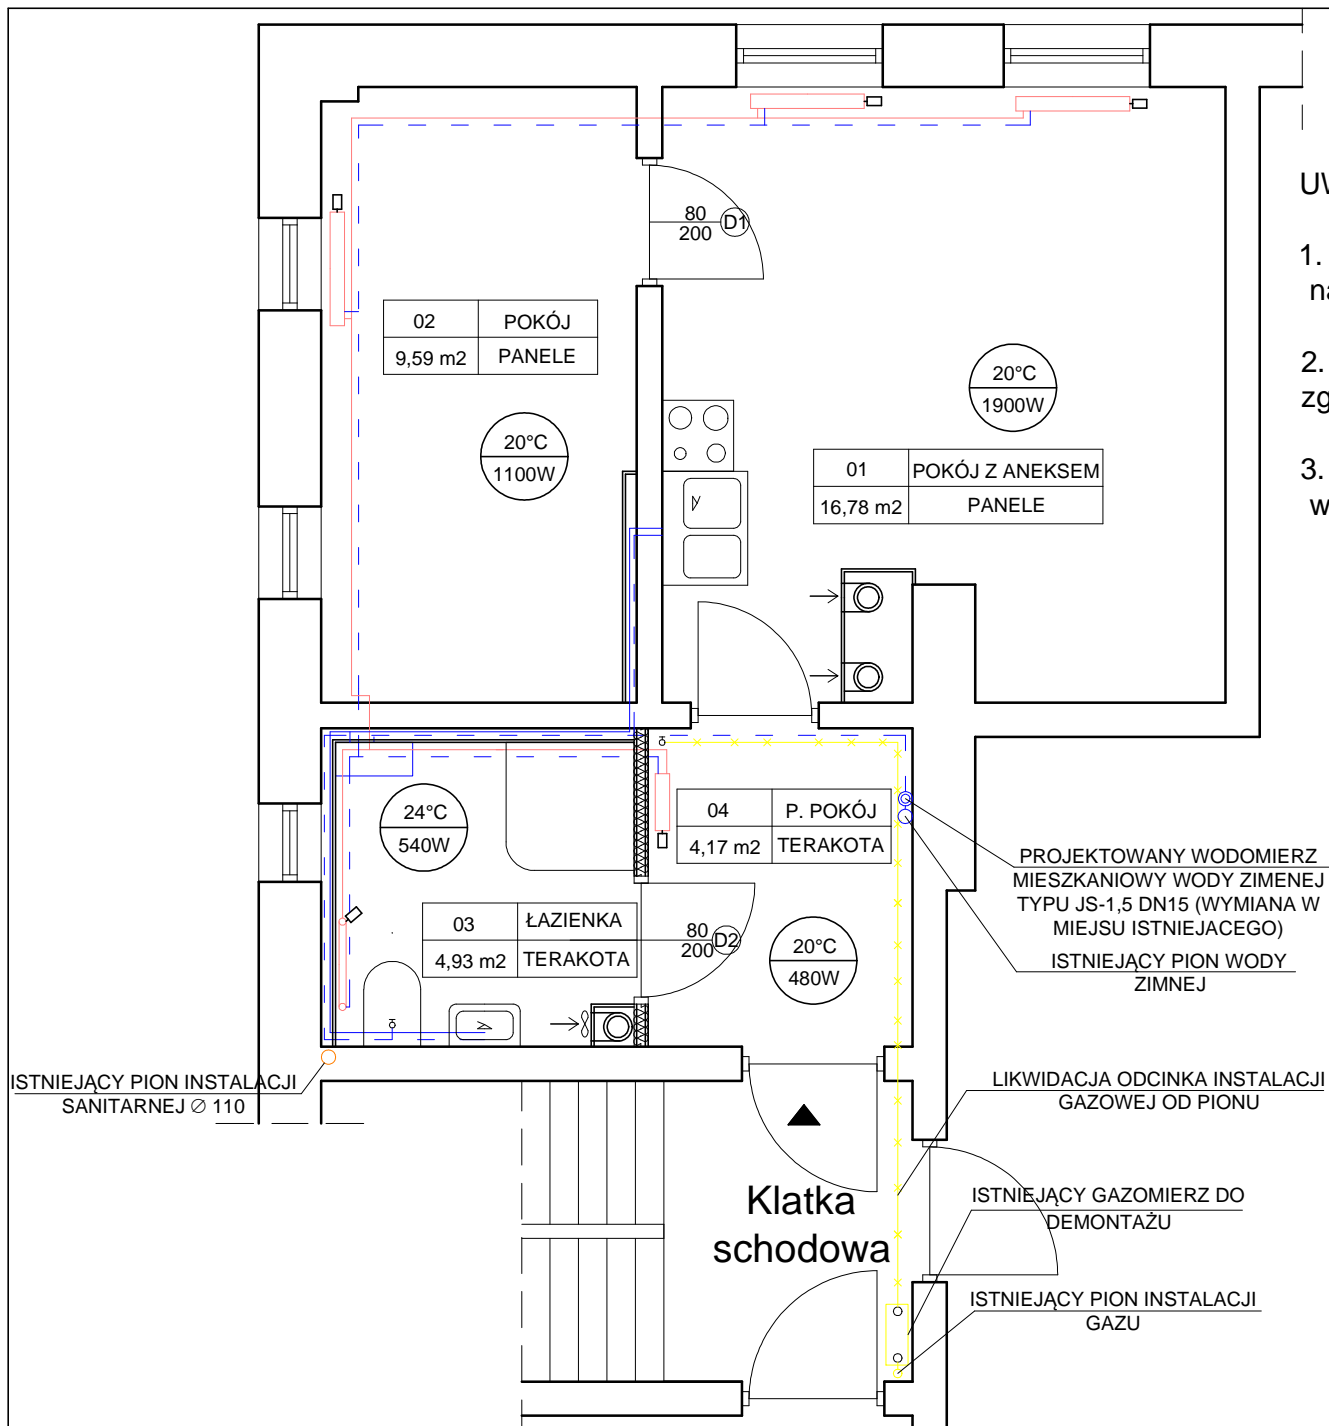 UW
1.
na
80
200
D1
02 POKÓJ
9,59 m2 PANELE
2.
zg
20°C
1900W
20°C
1100W
01 POKÓJ Z ANEKSEM
16,78 m2 PANELE
3.
w
24°C
540W
04 P. POKÓJ
4,17 m2 TERAKOTA
PROJEKTOWANY WODOMIERZ
MIESZKANIOWY WODY ZIMENEJ
TYPU JS-1,5 DN15 (WYMIANA W
MIEJSU ISTNIEJACEGO)
03 ŁAZIENKA
4,93 m2 TERAKOTA
80
200
D2
20°C
480W
ISTNIEJĄCY PION WODY
ZIMNEJ
ISTNIEJĄCY PION INSTALACJI
SANITARNEJ ∅ 110
LIKWIDACJA ODCINKA INSTALACJI
GAZOWEJ OD PIONU
Klatka
schodowa
ISTNIEJĄCY GAZOMIERZ DO
DEMONTAŻU
ISTNIEJĄCY PION INSTALACJI
GAZU